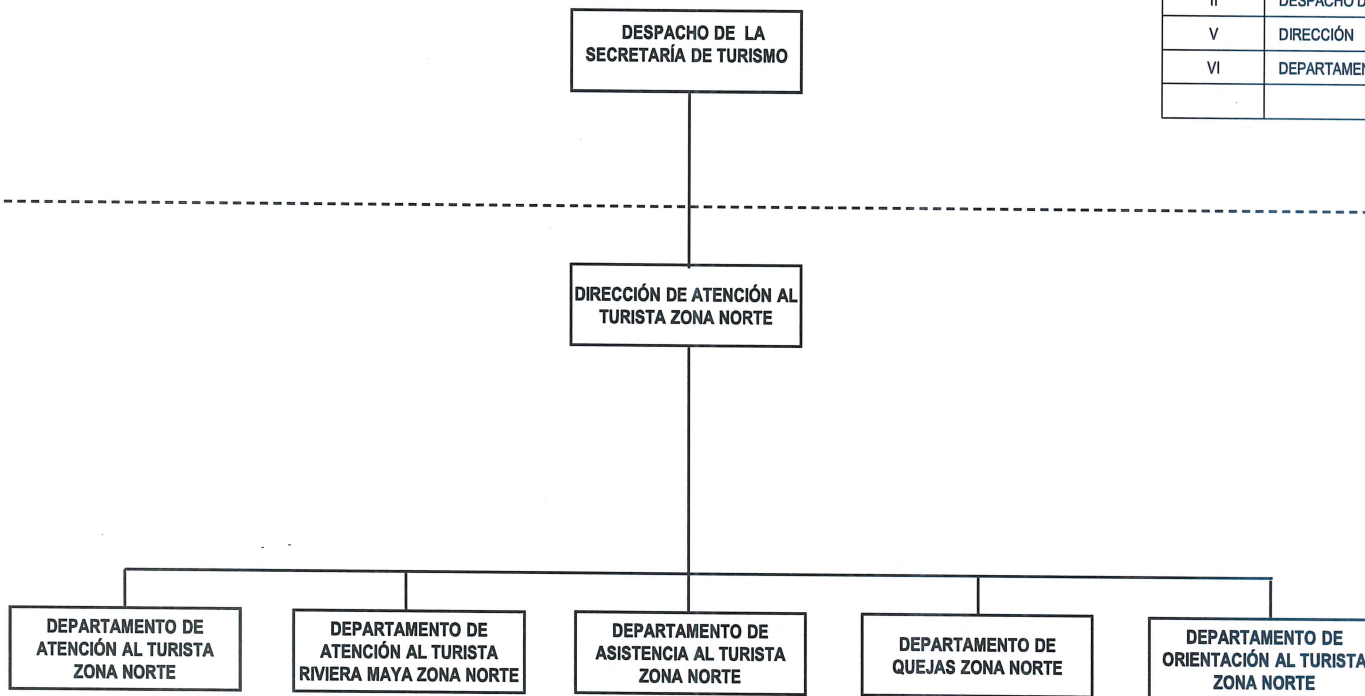 DESPACHO DE LA
SECRETARÍA DE TURISMO
II DESPACHO
V DIRECCIÓN
VI
DIRECCIÓN DE ATENCIÓN AL
TURISTA ZONA NORTE
DEPARTAMENTO DE
ATENCIÓN AL TURISTA
ZONA NORTE
DEPARTAMENTO DE
ATENCIÓN AL TURISTA
RIVIERA MAYA ZONA NORTE
DEPARTAMENTO DE
ASISTENCIA AL TURISTA
ZONA NORTE
DEPARTAMENTO DE
QUEJAS ZONA NORTE
DEPARTAMENTO DE
ORIENTACIÓN AL TURISTA
ZONA NORTE